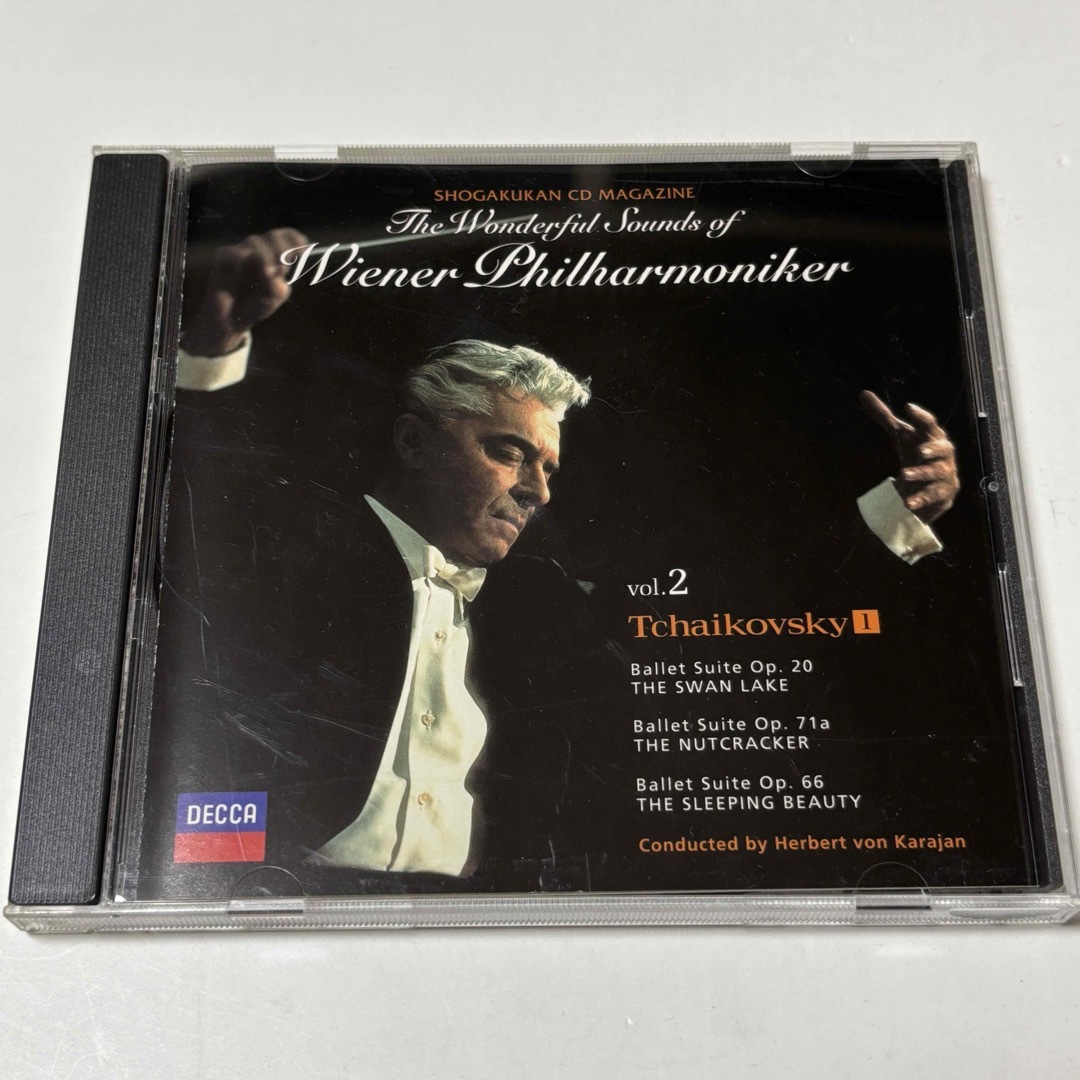 SHOGAKUKAN CD MAGAZINE
The Wonderful Sounds of
Wiener Philharmoniker
vol.2
Tchaikovsky 1
Ballet Suite Op. 20
THE SWAN LAKE
Ballet Suite Op. 71a
THE NUTCRACKER
Ballet Suite Op. 66
THE SLEEPING BEAUTY
Conducted by Herbert von Karajan
DECCA